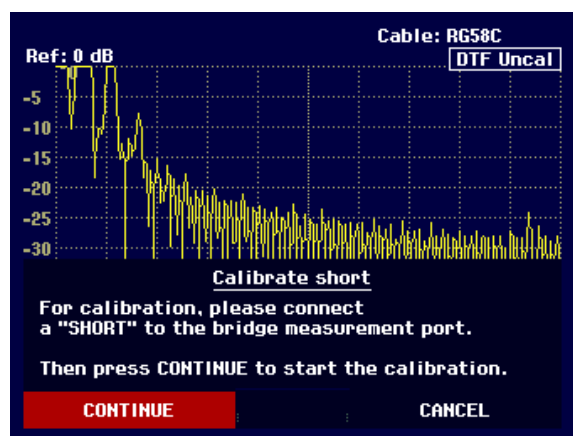 Cable: RG58C
Ref: 0 dB
DTF Uncal
-5
-10
-15
-20
-25
-30
Calibrate short
For calibration, please connect
a "SHORT" to the bridge measurement port.
Then press CONTINUE to start the calibration.
CONTINUE
CANCEL